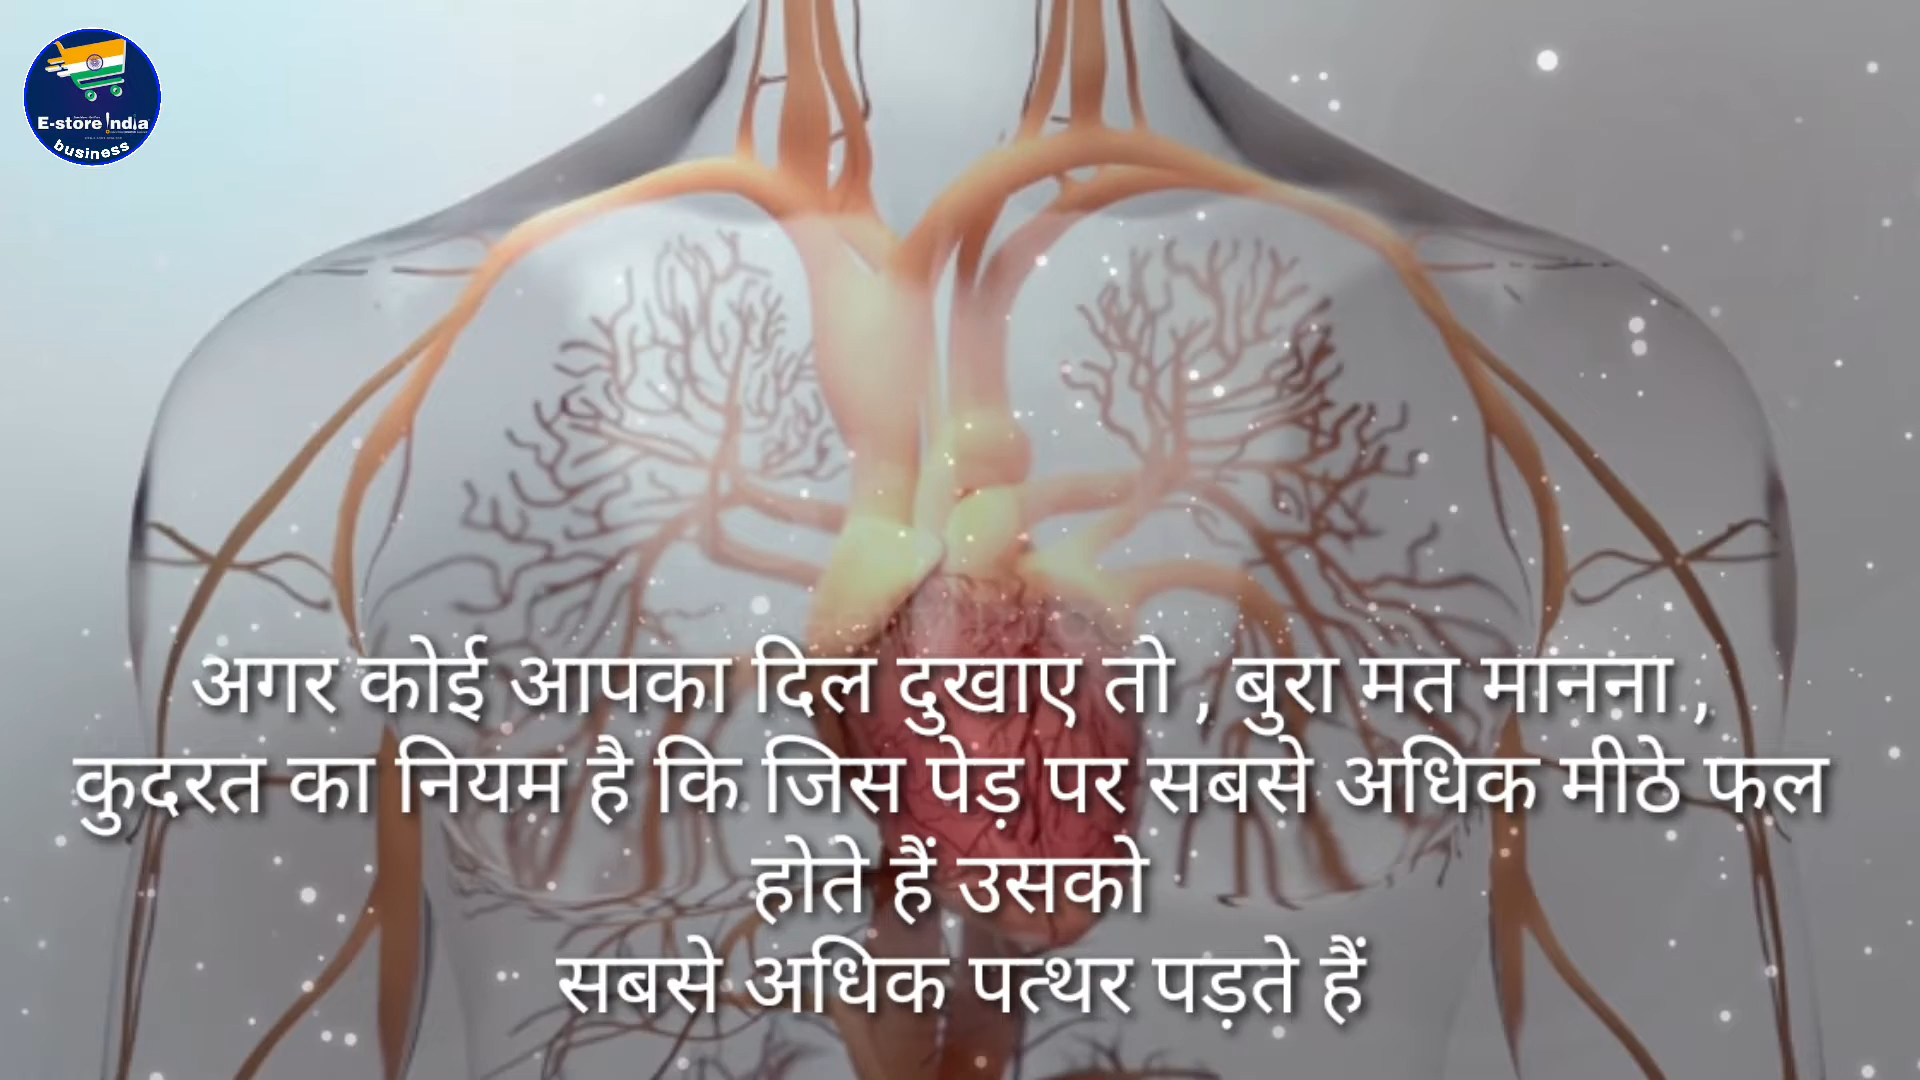 E-store India
business
अगर कोई आपका दिल दुखाए तो , बुरा मत मानना ,
कुदरत का नियम है कि जिस पेड़ पर सबसे अधिक मीठे फल
होते हैं उसको
सबसे अधिक पत्थर पड़ते हैं